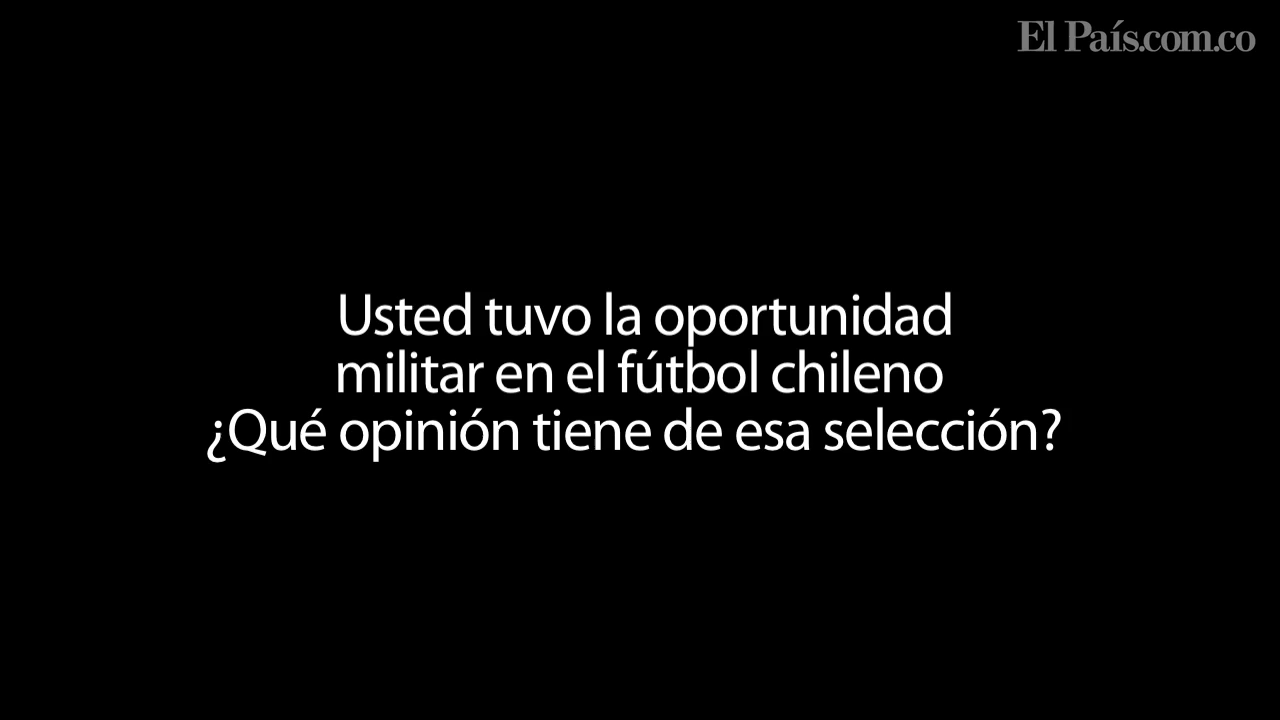 El País.com.co
Usted tuvo la oportunidad
militar en el fútbol chileno
¿Qué opinión tiene de esa selección?